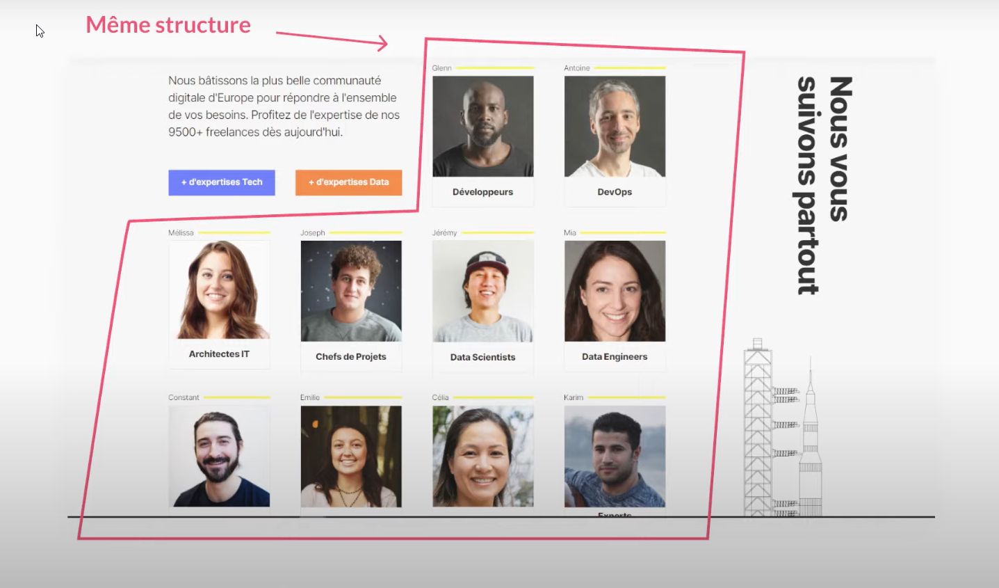 Même structure
Nous bâtissons la plus belle communauté
digitale d'Europe pour répondre à l'ensemble
de vos besoins. Profitez de l'expertise de nos
9500+ freelances dès aujourd'hui.
+ d'expertises Tech
+ d'expertises Data
Glenn
Développeurs
Antoine
DevOps
Mélissa
Architectes IT
Joseph
Chefs de Projets
Jérémy
Data Scientists
Mia
Data Engineers
Constant
Emilie
Célia
Karim
Experts
Nous vous
suivons partout